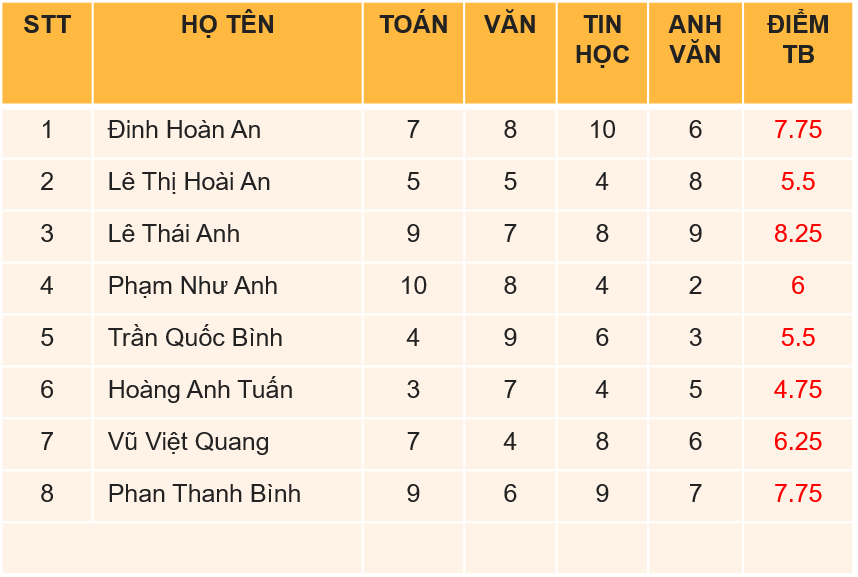 STT HỌ TÊN TOÁN VĂN TIN HỌC ANH VĂN ĐIỂM TB
1 Đinh Hoàn An 7 8 10 6 7.75
2 Lê Thị Hoài An 5 5 4 8 5.5
3 Lê Thái Anh 9 7 8 9 8.25
4 Phạm Như Anh 10 8 4 2 6
5 Trần Quốc Bình 4 9 6 3 5.5
6 Hoàng Anh Tuấn 3 7 4 5 4.75
7 Vũ Việt Quang 7 4 8 6 6.25
8 Phan Thanh Bình 9 6 9 7 7.75